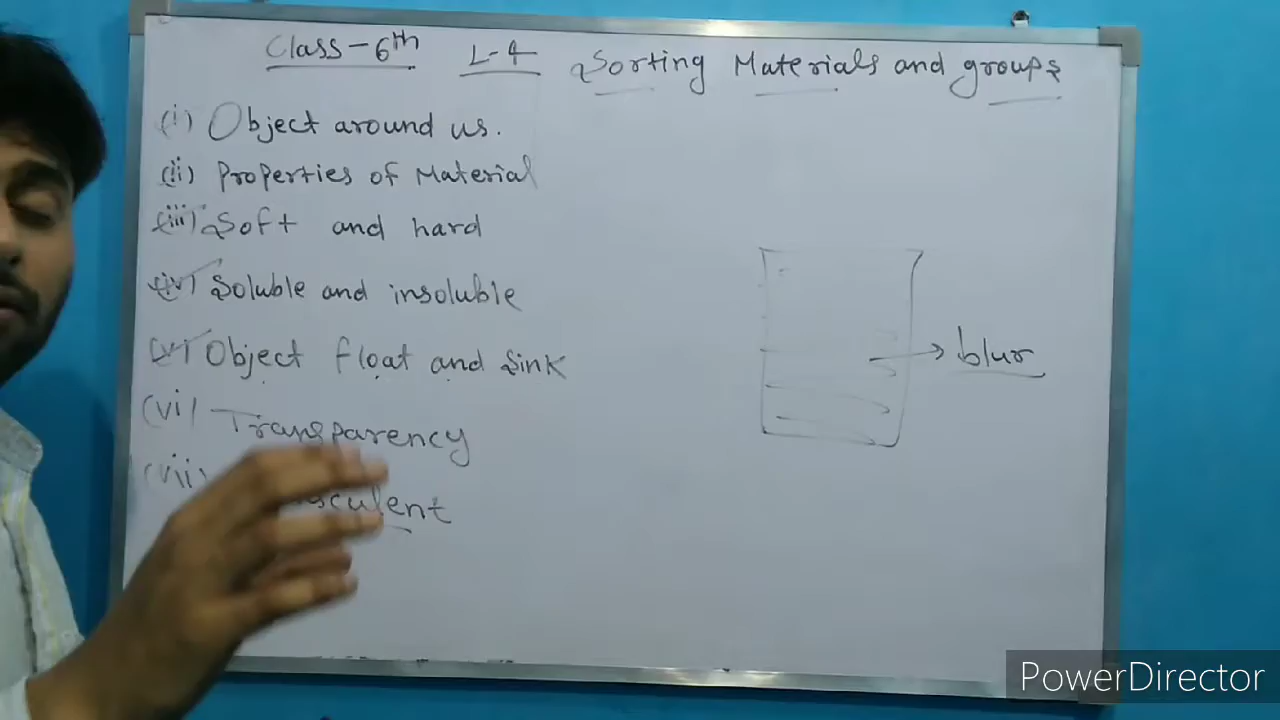 Class-6th L-4 Sorting Materials and groups
(i) Object around us.
(ii) Properties of Material
(iii) Soft and hard
(iv) Soluble and insoluble
(v) Object float and Sink
(vi) Transparency
(vii)
blur
PowerDirector